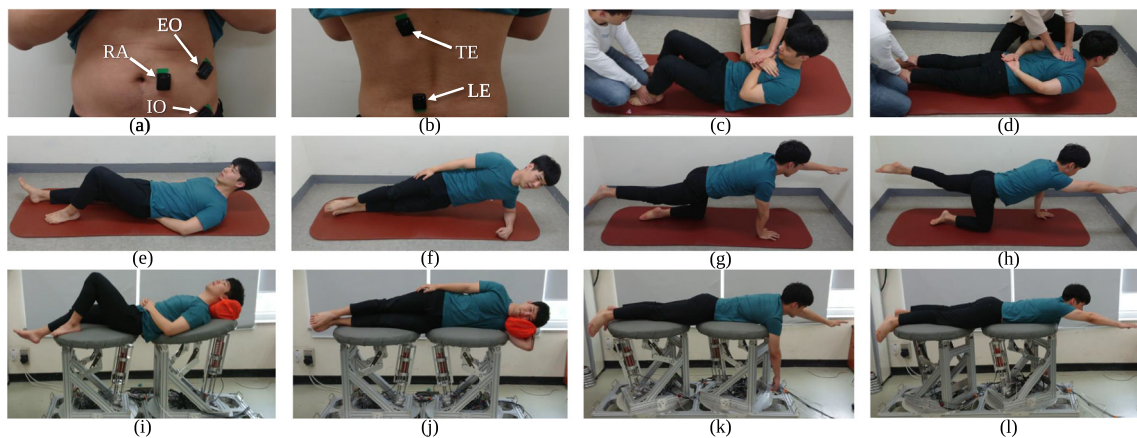 EO
RA
IO
TE
LE
(a)
(b)
(c)
(d)
(e)
(f)
(g)
(h)
(i)
(j)
(k)
(l)